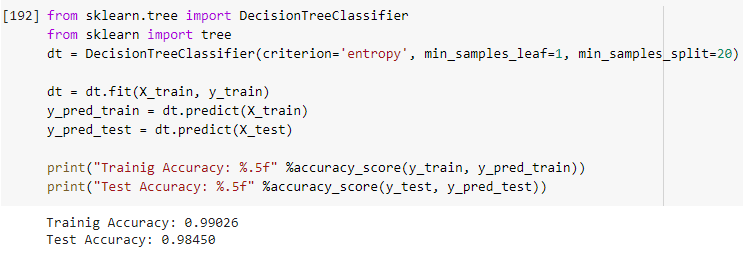 [192] from sklearn.tree import DecisionTreeClassifier
from sklearn import tree
dt = DecisionTreeClassifier(criterion='entropy', min_samples_leaf=1, min_samples_split=20)
dt = dt.fit(X_train, y_train)
y_pred_train = dt.predict(X_train)
y_pred_test = dt.predict(X_test)
print("Trainig Accuracy: %.5f" %accuracy_score(y_train, y_pred_train))
print("Test Accuracy: %.5f" %accuracy_score(y_test, y_pred_test))
Trainig Accuracy: 0.99026
Test Accuracy: 0.98450